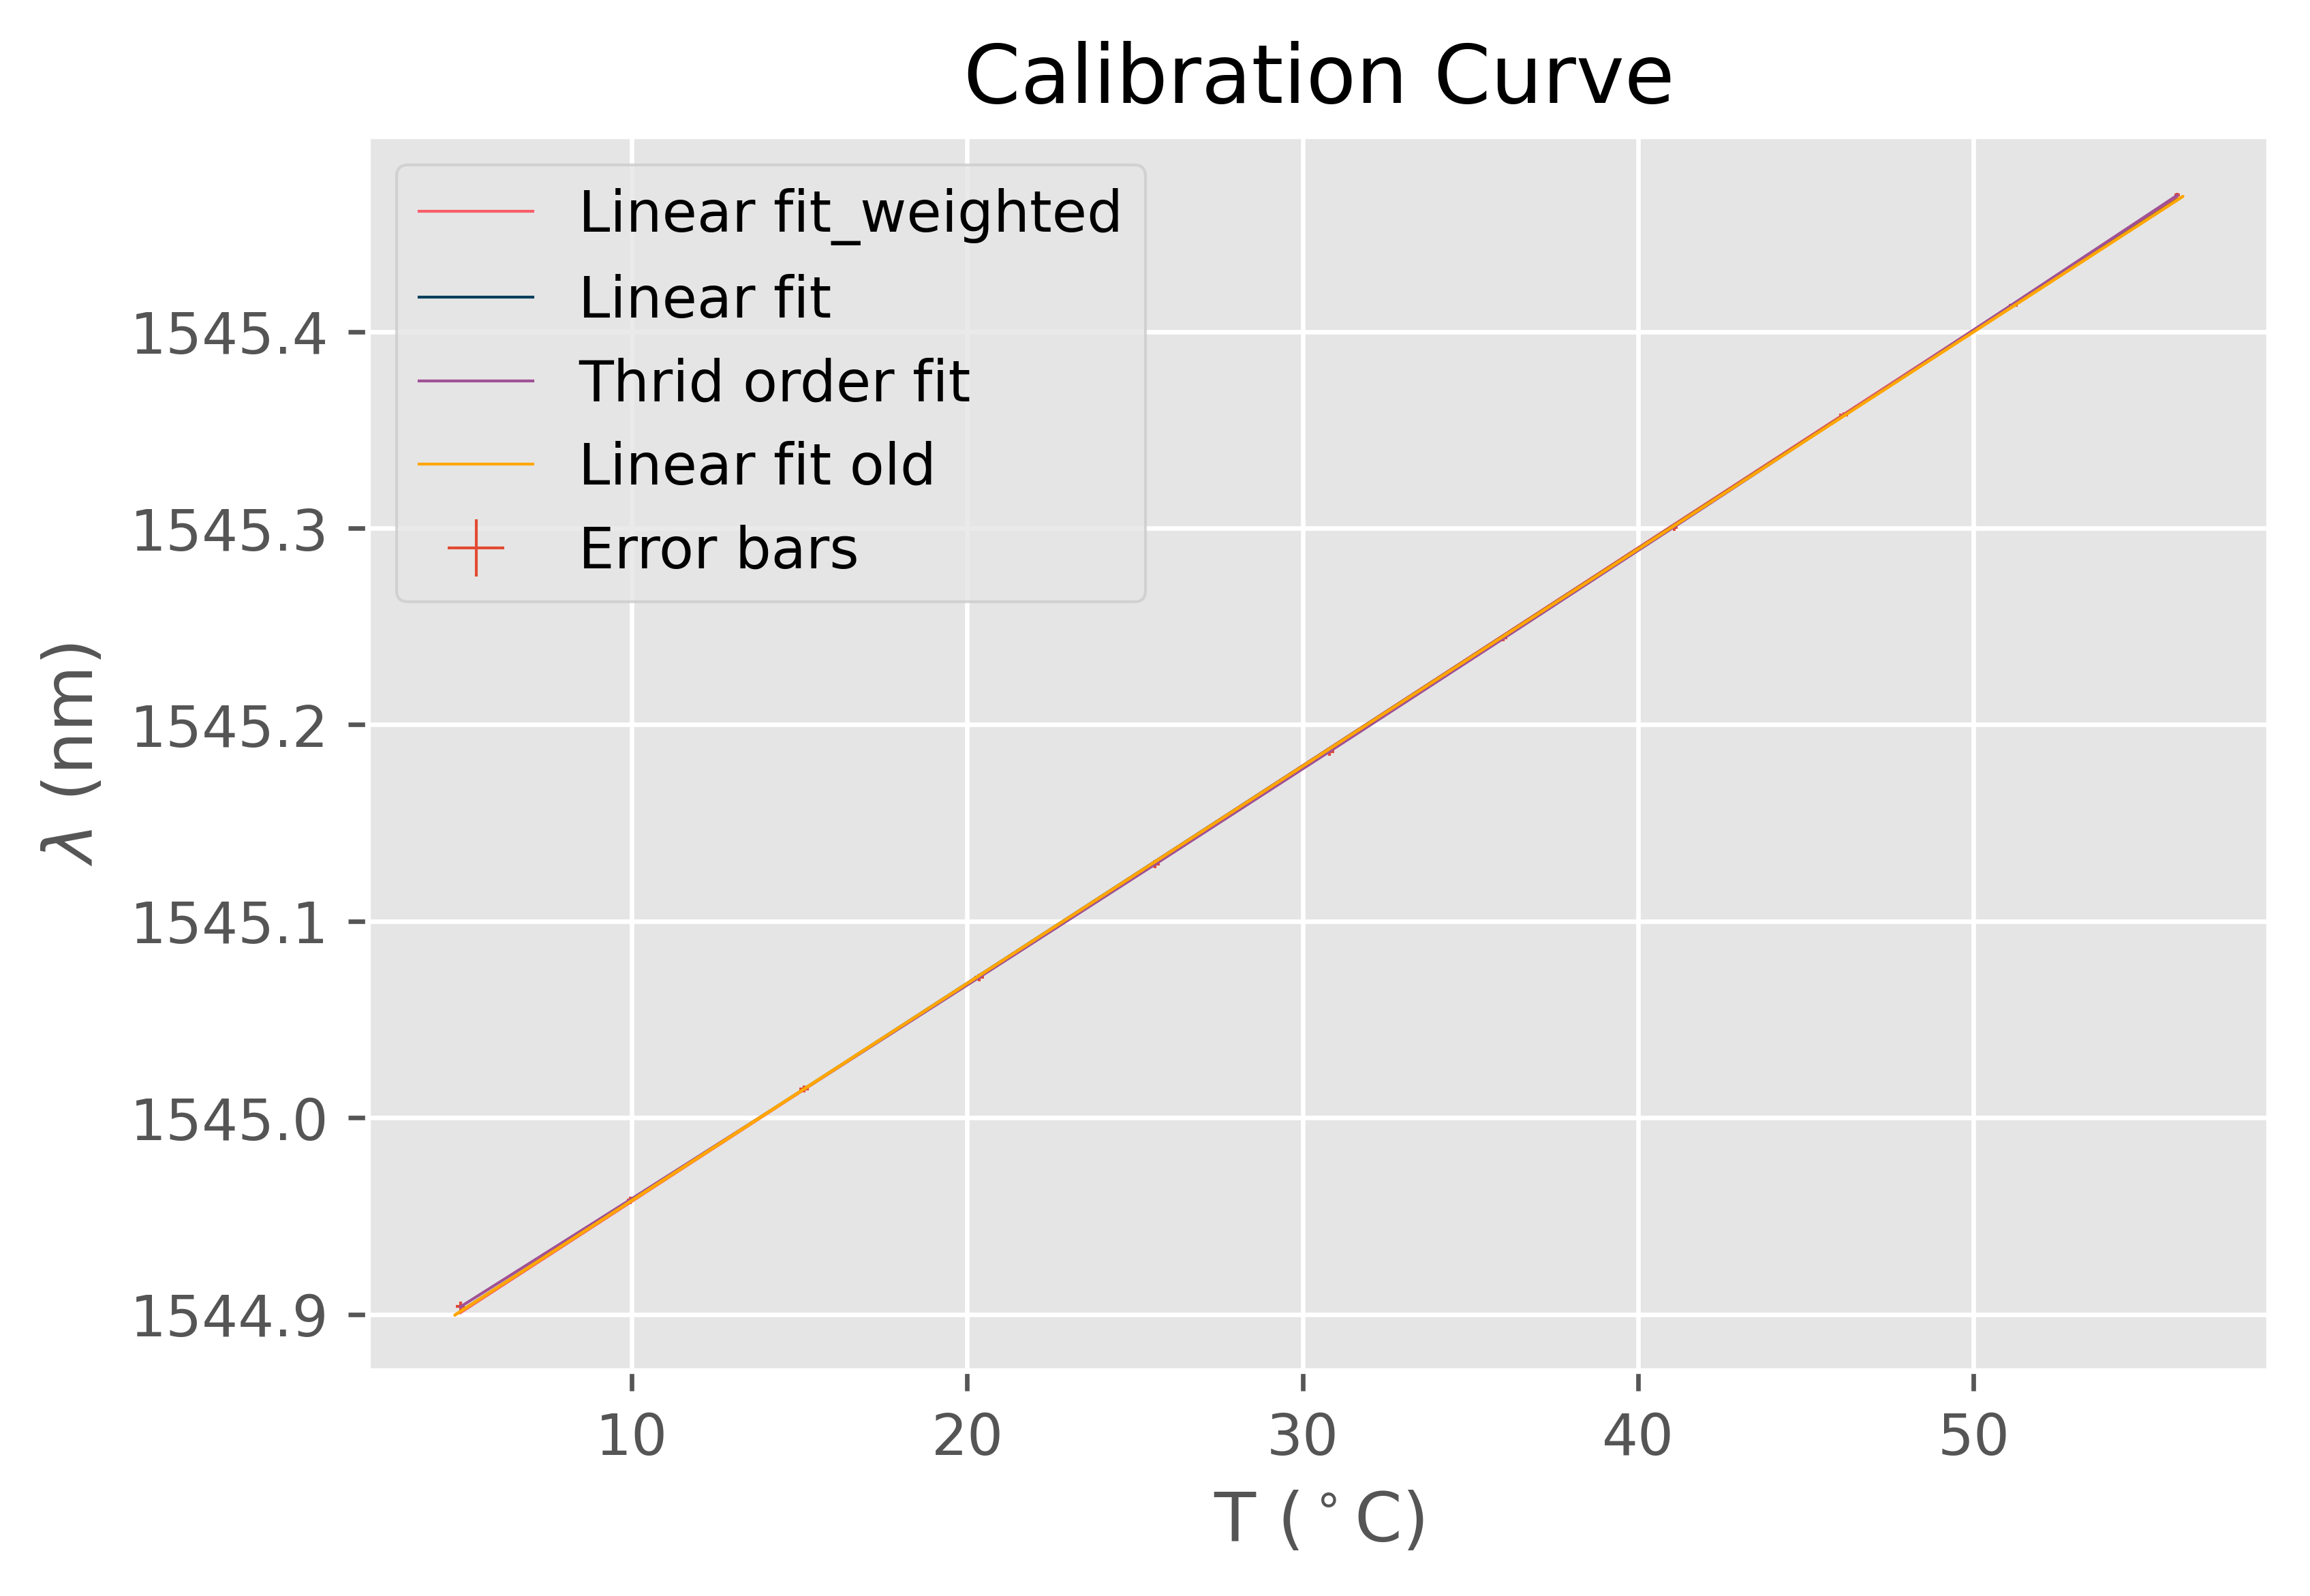 Calibration Curve
Linear fit_weighted
Linear fit
Thrid order fit
Linear fit old
Error bars
1545.4
1545.3
1545.2
1545.1
1545.0
1544.9
λ (nm)
10 20 30 40 50
T (°C)